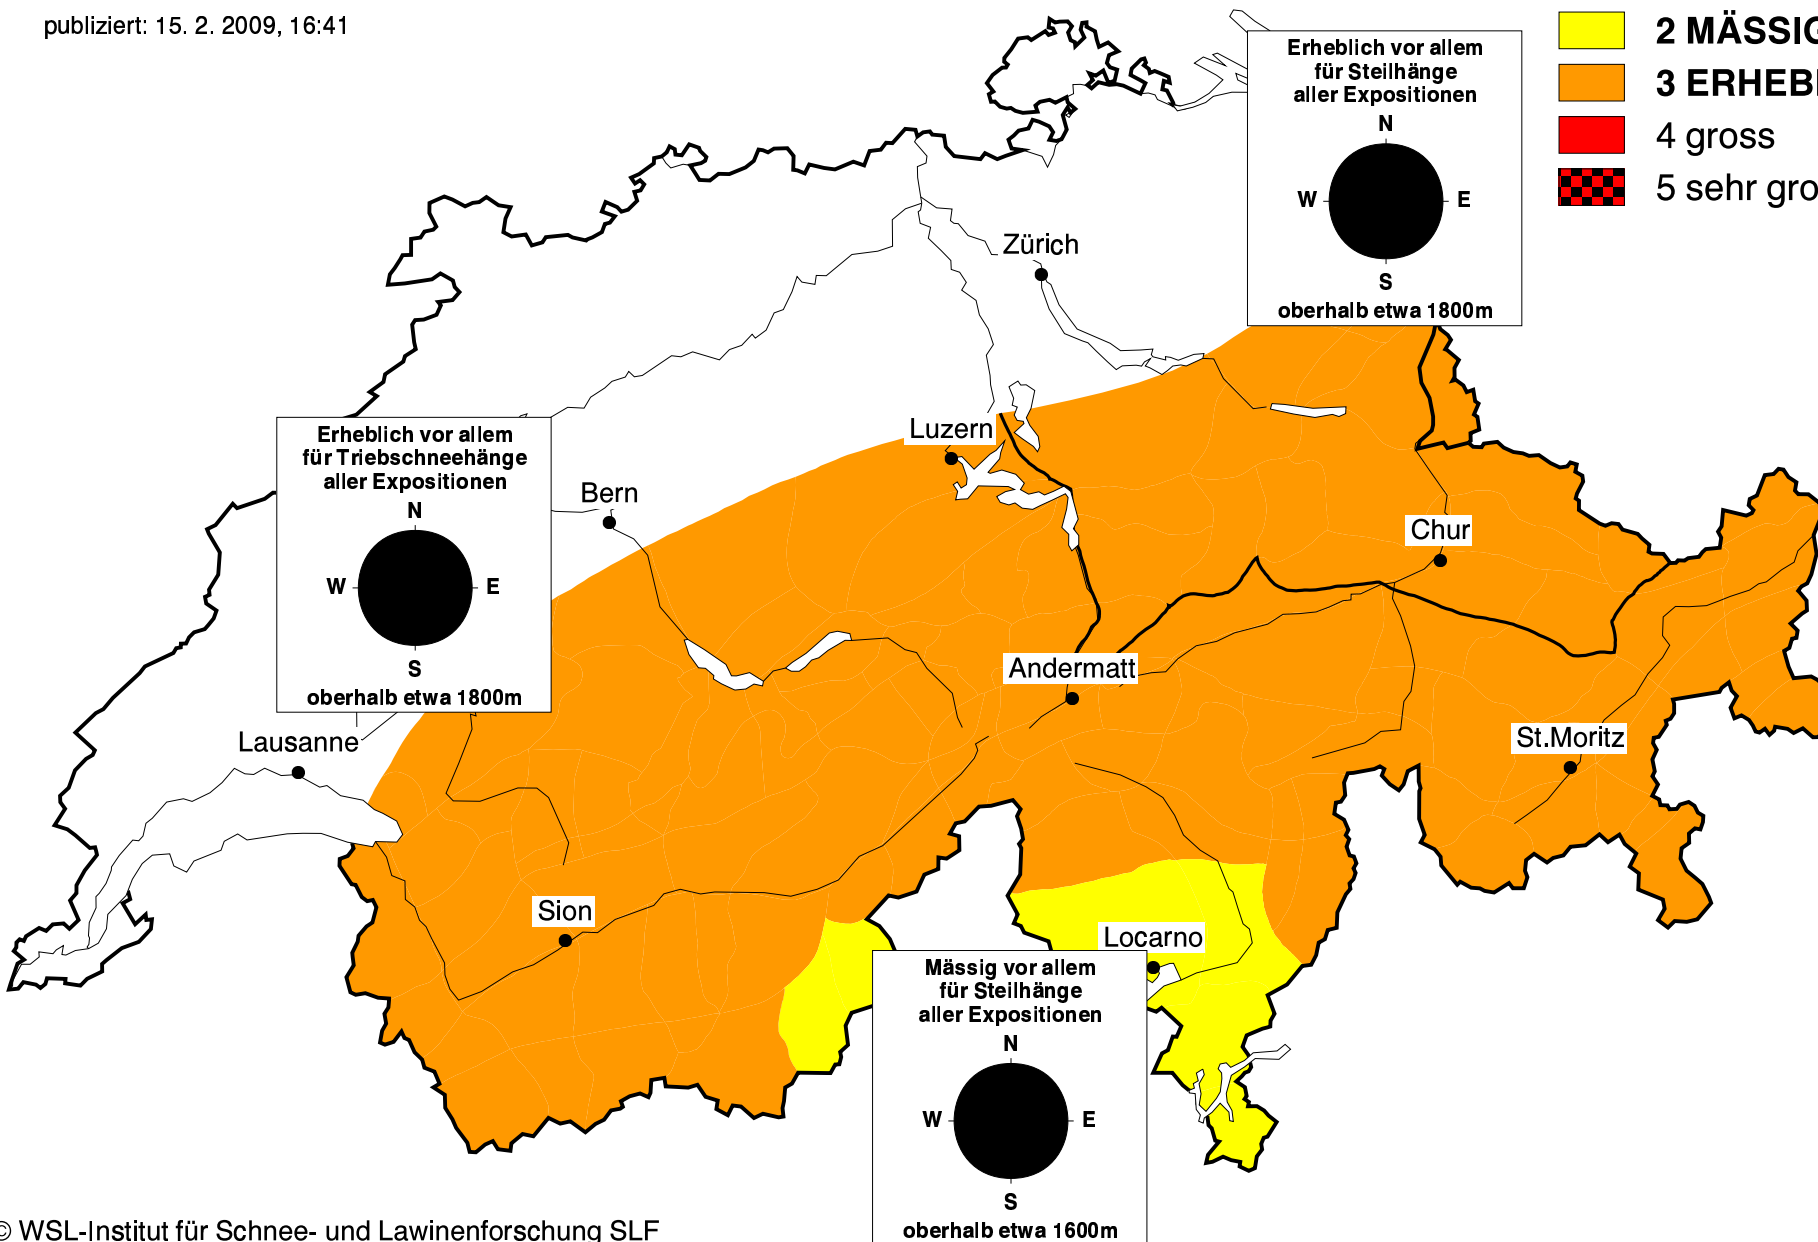 publiziert: 15. 2. 2009, 16:41
2 MÄSSIG
3 ERHEB
4 gross
5 sehr gro
Erheblich vor allem
für Steilhänge
aller Expositionen
N
W E
S
oberhalb etwa 1800m
Zürich
Luzern
Erheblich vor allem
für Triebschneehänge
aller Expositionen
N
W E
S
oberhalb etwa 1800m
Bern
Chur
Andermatt
Lausanne
St.Moritz
Sion
Locarno
Mässig vor allem
für Steilhänge
aller Expositionen
N
W E
S
oberhalb etwa 1600m
© WSL-Institut für Schnee- und Lawinenforschung SLF